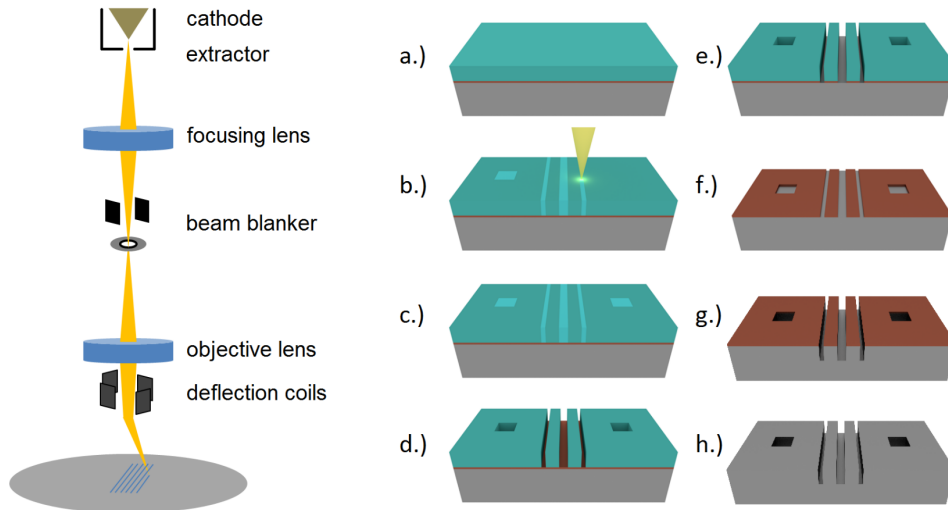 cathode
extractor
focusing lens
beam blanker
objective lens
deflection coils
a.)
b.)
c.)
d.)
e.)
f.)
g.)
h.)